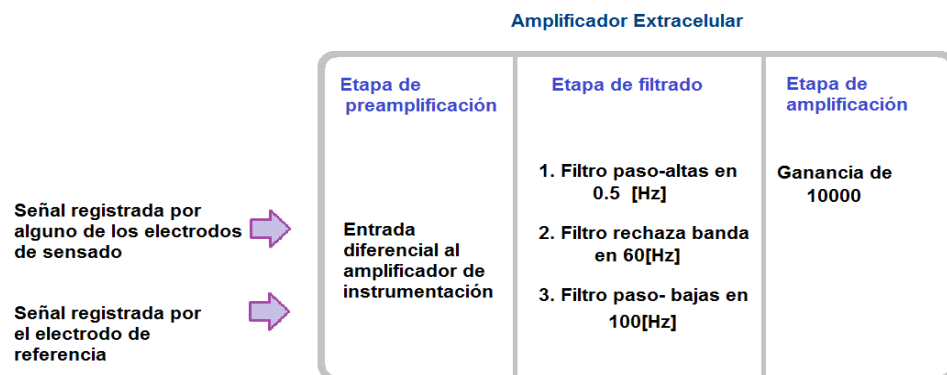 Amplificador Extracelular
Etapa de
preamplificación
Etapa de filtrado
Etapa de
amplificación
Señal registrada por
alguno de los electrodos
de sensado
Señal registrada por
el electrodo de
referencia
Entrada
diferencial al
amplificador de
instrumentación
1. Filtro paso-altas en
0.5 [Hz]
2. Filtro rechaza banda
en 60[Hz]
3. Filtro paso- bajas en
100[Hz]
Ganancia de
10000